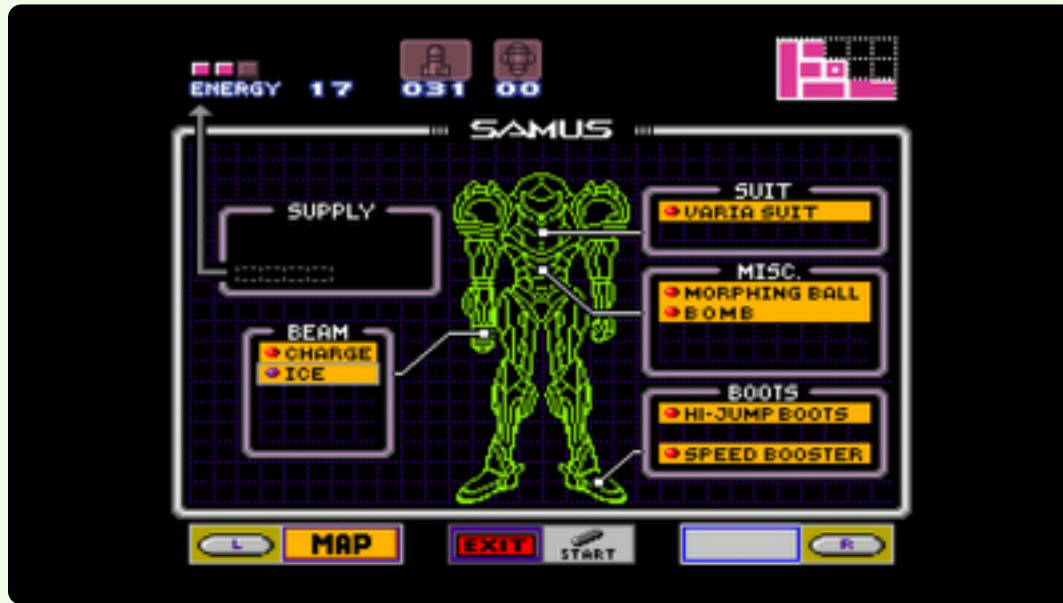 ENERGY 17 031 00
SAMUS
SUPPLY
SUIT
VARIA SUIT
MISC.
MORPHING BALL
BOMB
BEAM
CHARGE
ICE
BOOTS
HI-JUMP BOOTS
SPEED BOOSTER
L MAP EXIT START R